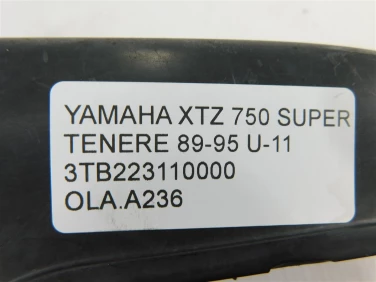 YAMAHA XTZ 750 SUPER
TENERE 89-95 U-11
3TB223110000
OLA.A236